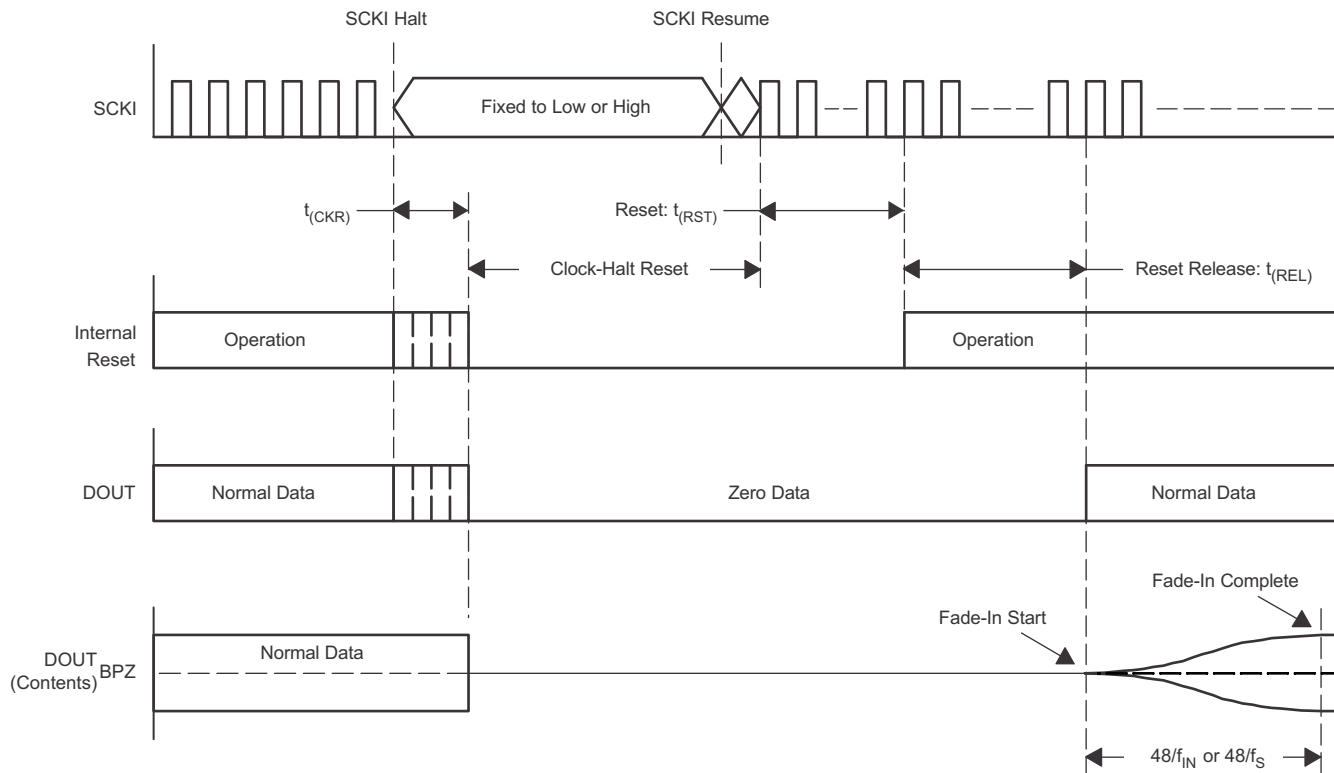 SCKI Halt
SCKI Resume
SCKI
Fixed to Low or High
t(CKR)
Reset: t(RST)
Clock-Halt Reset
Reset Release: t(REL)
Internal
Reset
Operation
Operation
DOUT
Normal Data
Zero Data
Normal Data
Fade-In Complete
Fade-In Start
Normal Data
DOUT
(Contents)
BPZ
48/fIN or 48/fS